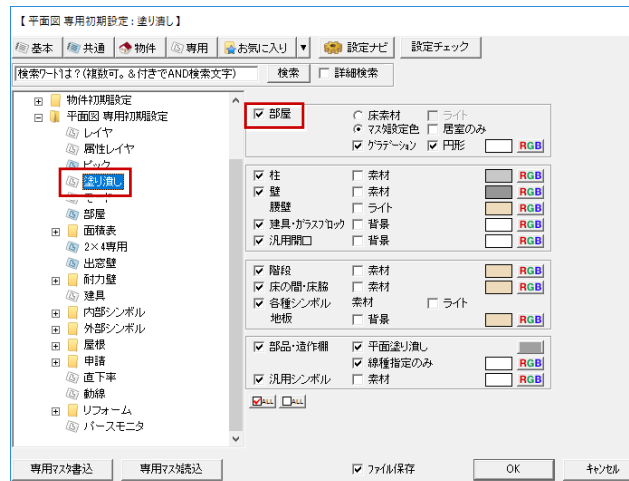 【 平面図 専用初期設定 : 塗り潰し 】
基本 共通 物件 専用 お気に入り ▼ 設定ナビ 設定チェック
検索ワードは？(複数可。＆付きでAND検索文字) 検索 詳細検索
物件初期設定
平面図 専用初期設定
レイヤ
属性レイヤ
ピック
塗り潰し
モード
部屋
面積表
2×4専用
出窓壁
耐力壁
建具
内部シンボル
外部シンボル
屋根
申請
直下率
動線
リフォーム
パースモニタ
部屋 床素材 ライト
マスタ設定色 居室のみ
グラデーション 円形 RGB
柱 素材 RGB
壁 素材 RGB
腰壁 ライト RGB
建具・ガラスブロック 背景 RGB
汎用開口 背景 RGB
階段 素材 RGB
床の間・床脇 素材 RGB
各種シンボル 素材 ライト
地板 背景 RGB
部品・造作棚 平面塗り潰し
線種指定のみ RGB
汎用シンボル 素材 RGB
ALL ALL
専用マスタ書込 専用マスタ読込 ファイル保存 OK キャンセル